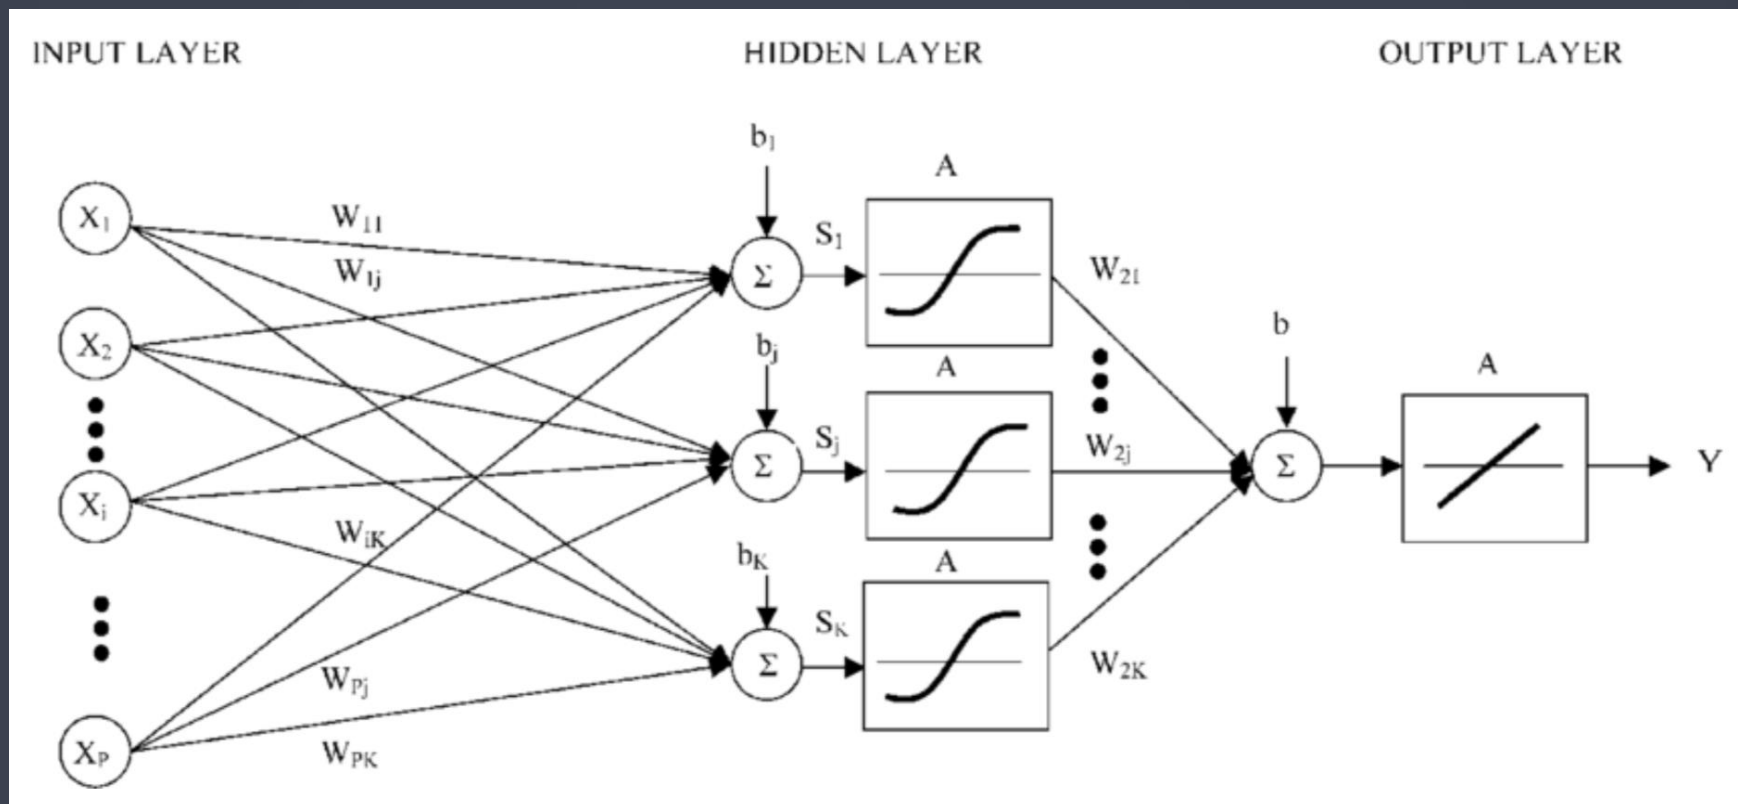 INPUT LAYER
HIDDEN LAYER
OUTPUT LAYER
b₁
A
X₁
W₁₁
S₁
W₁ⱼ
Σ
W₂₁
X₂
bⱼ
A
b
A
Sⱼ
W₂ⱼ
Σ
Σ
Y
Xᵢ
WᵢK
bK
A
SK
Σ
W₂K
WPⱼ
XP
WPK